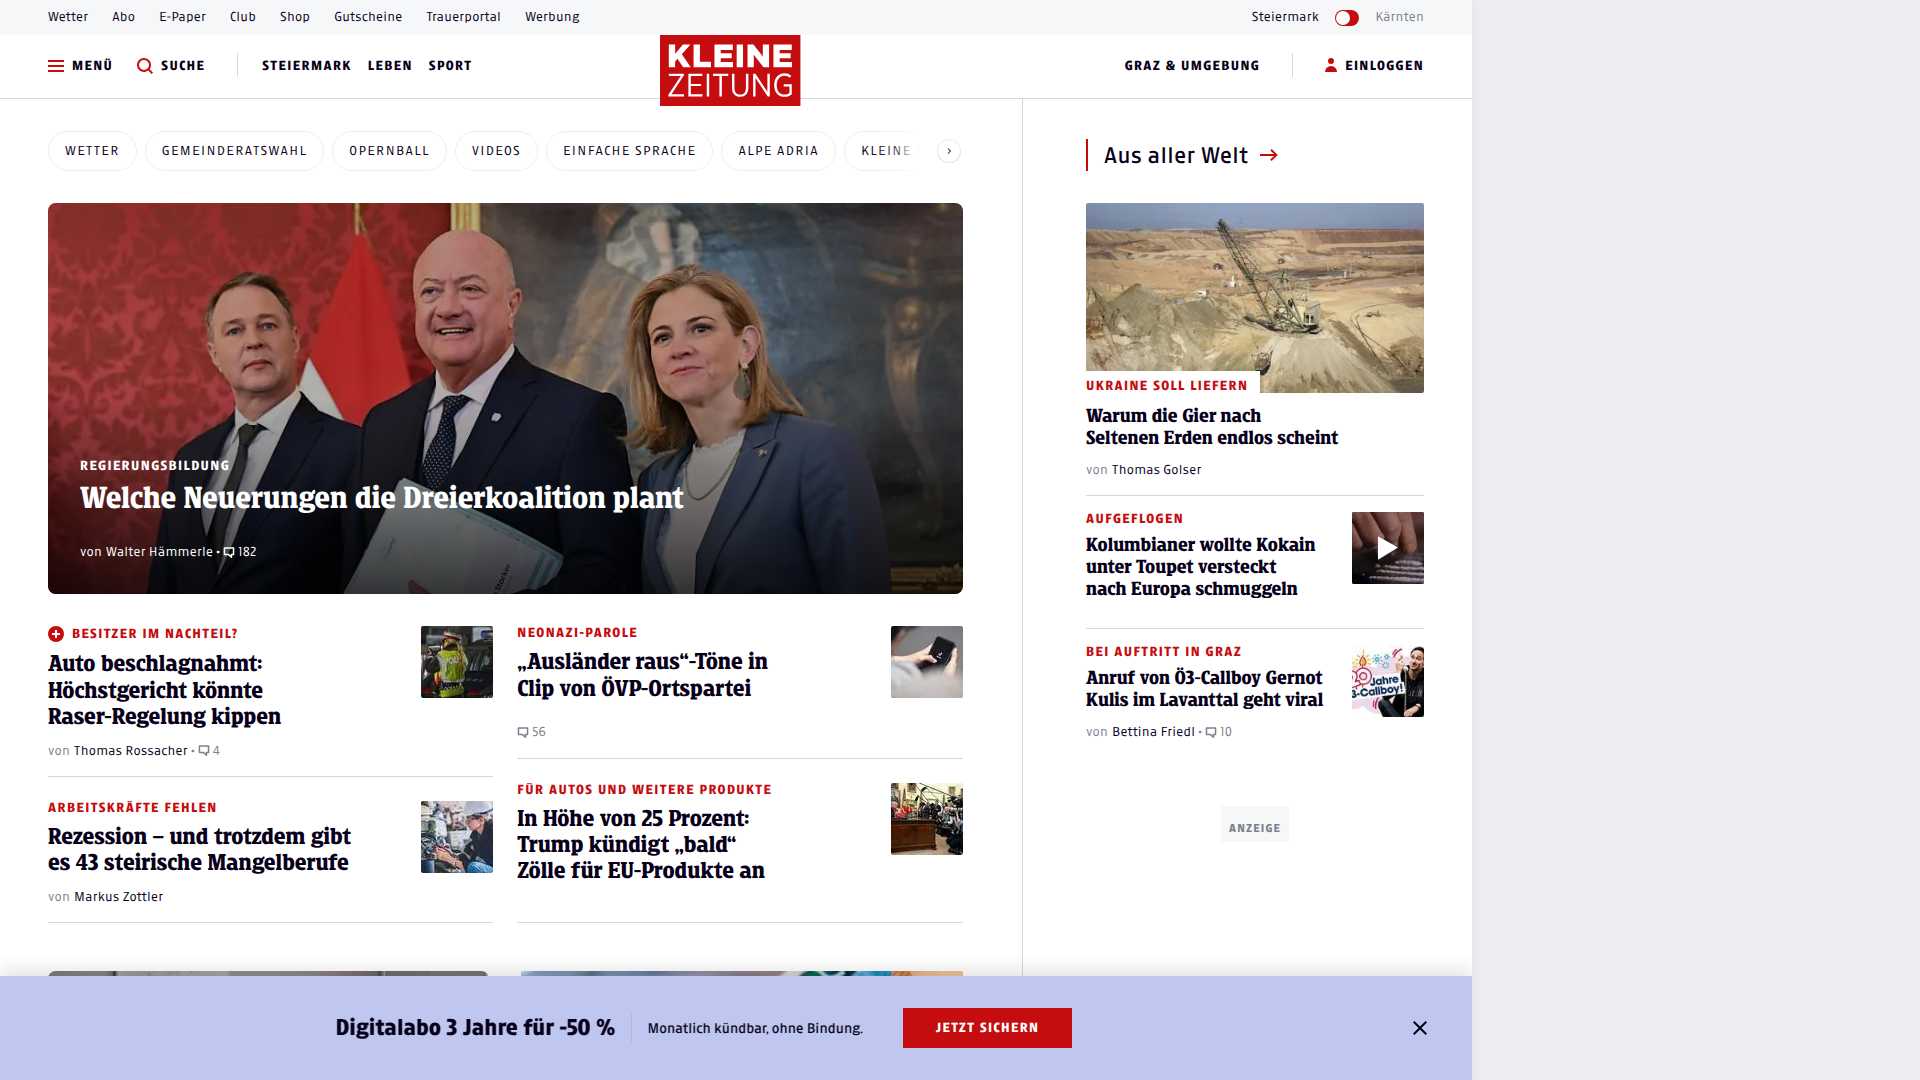 Wetter Abo E-Paper Club Shop Gutscheine Trauerportal Werbung Steiermark Kärnten
MENÜ SUCHE STEIERMARK LEBEN SPORT KLEINE ZEITUNG GRAZ & UMGEBUNG EINLOGGEN
WETTER GEMEINDERATSWAHL OPERNBALL VIDEOS EINFACHE SPRACHE ALPE ADRIA KLEINE
REGIERUNGSBILDUNG
Welche Neuerungen die Dreierkoalition plant
von Walter Hämmerle • 182
BESITZER IM NACHTEIL?
Auto beschlagnahmt:
Höchstgericht könnte
Raser-Regelung kippen
von Thomas Rossacher • 4
ARBEITSKRÄFTE FEHLEN
Rezession – und trotzdem gibt
es 43 steirische Mangelberufe
von Markus Zottler
NEONAZI-PAROLE
„Ausländer raus“-Töne in
Clip von ÖVP-Ortspartei
56
FÜR AUTOS UND WEITERE PRODUKTE
In Höhe von 25 Prozent:
Trump kündigt „bald“
Zölle für EU-Produkte an
Aus aller Welt
UKRAINE SOLL LIEFERN
Warum die Gier nach
Seltenen Erden endlos scheint
von Thomas Golser
AUFGEFLOGEN
Kolumbianer wollte Kokain
unter Toupet versteckt
nach Europa schmuggeln
BEI AUFTRITT IN GRAZ
Anruf von Ö3-Callboy Gernot
Kulis im Lavanttal geht viral
von Bettina Friedl • 10
Jahre
Callboy!
ANZEIGE
Digitalabo 3 Jahre für -50 % Monatlich kündbar, ohne Bindung. JETZT SICHERN